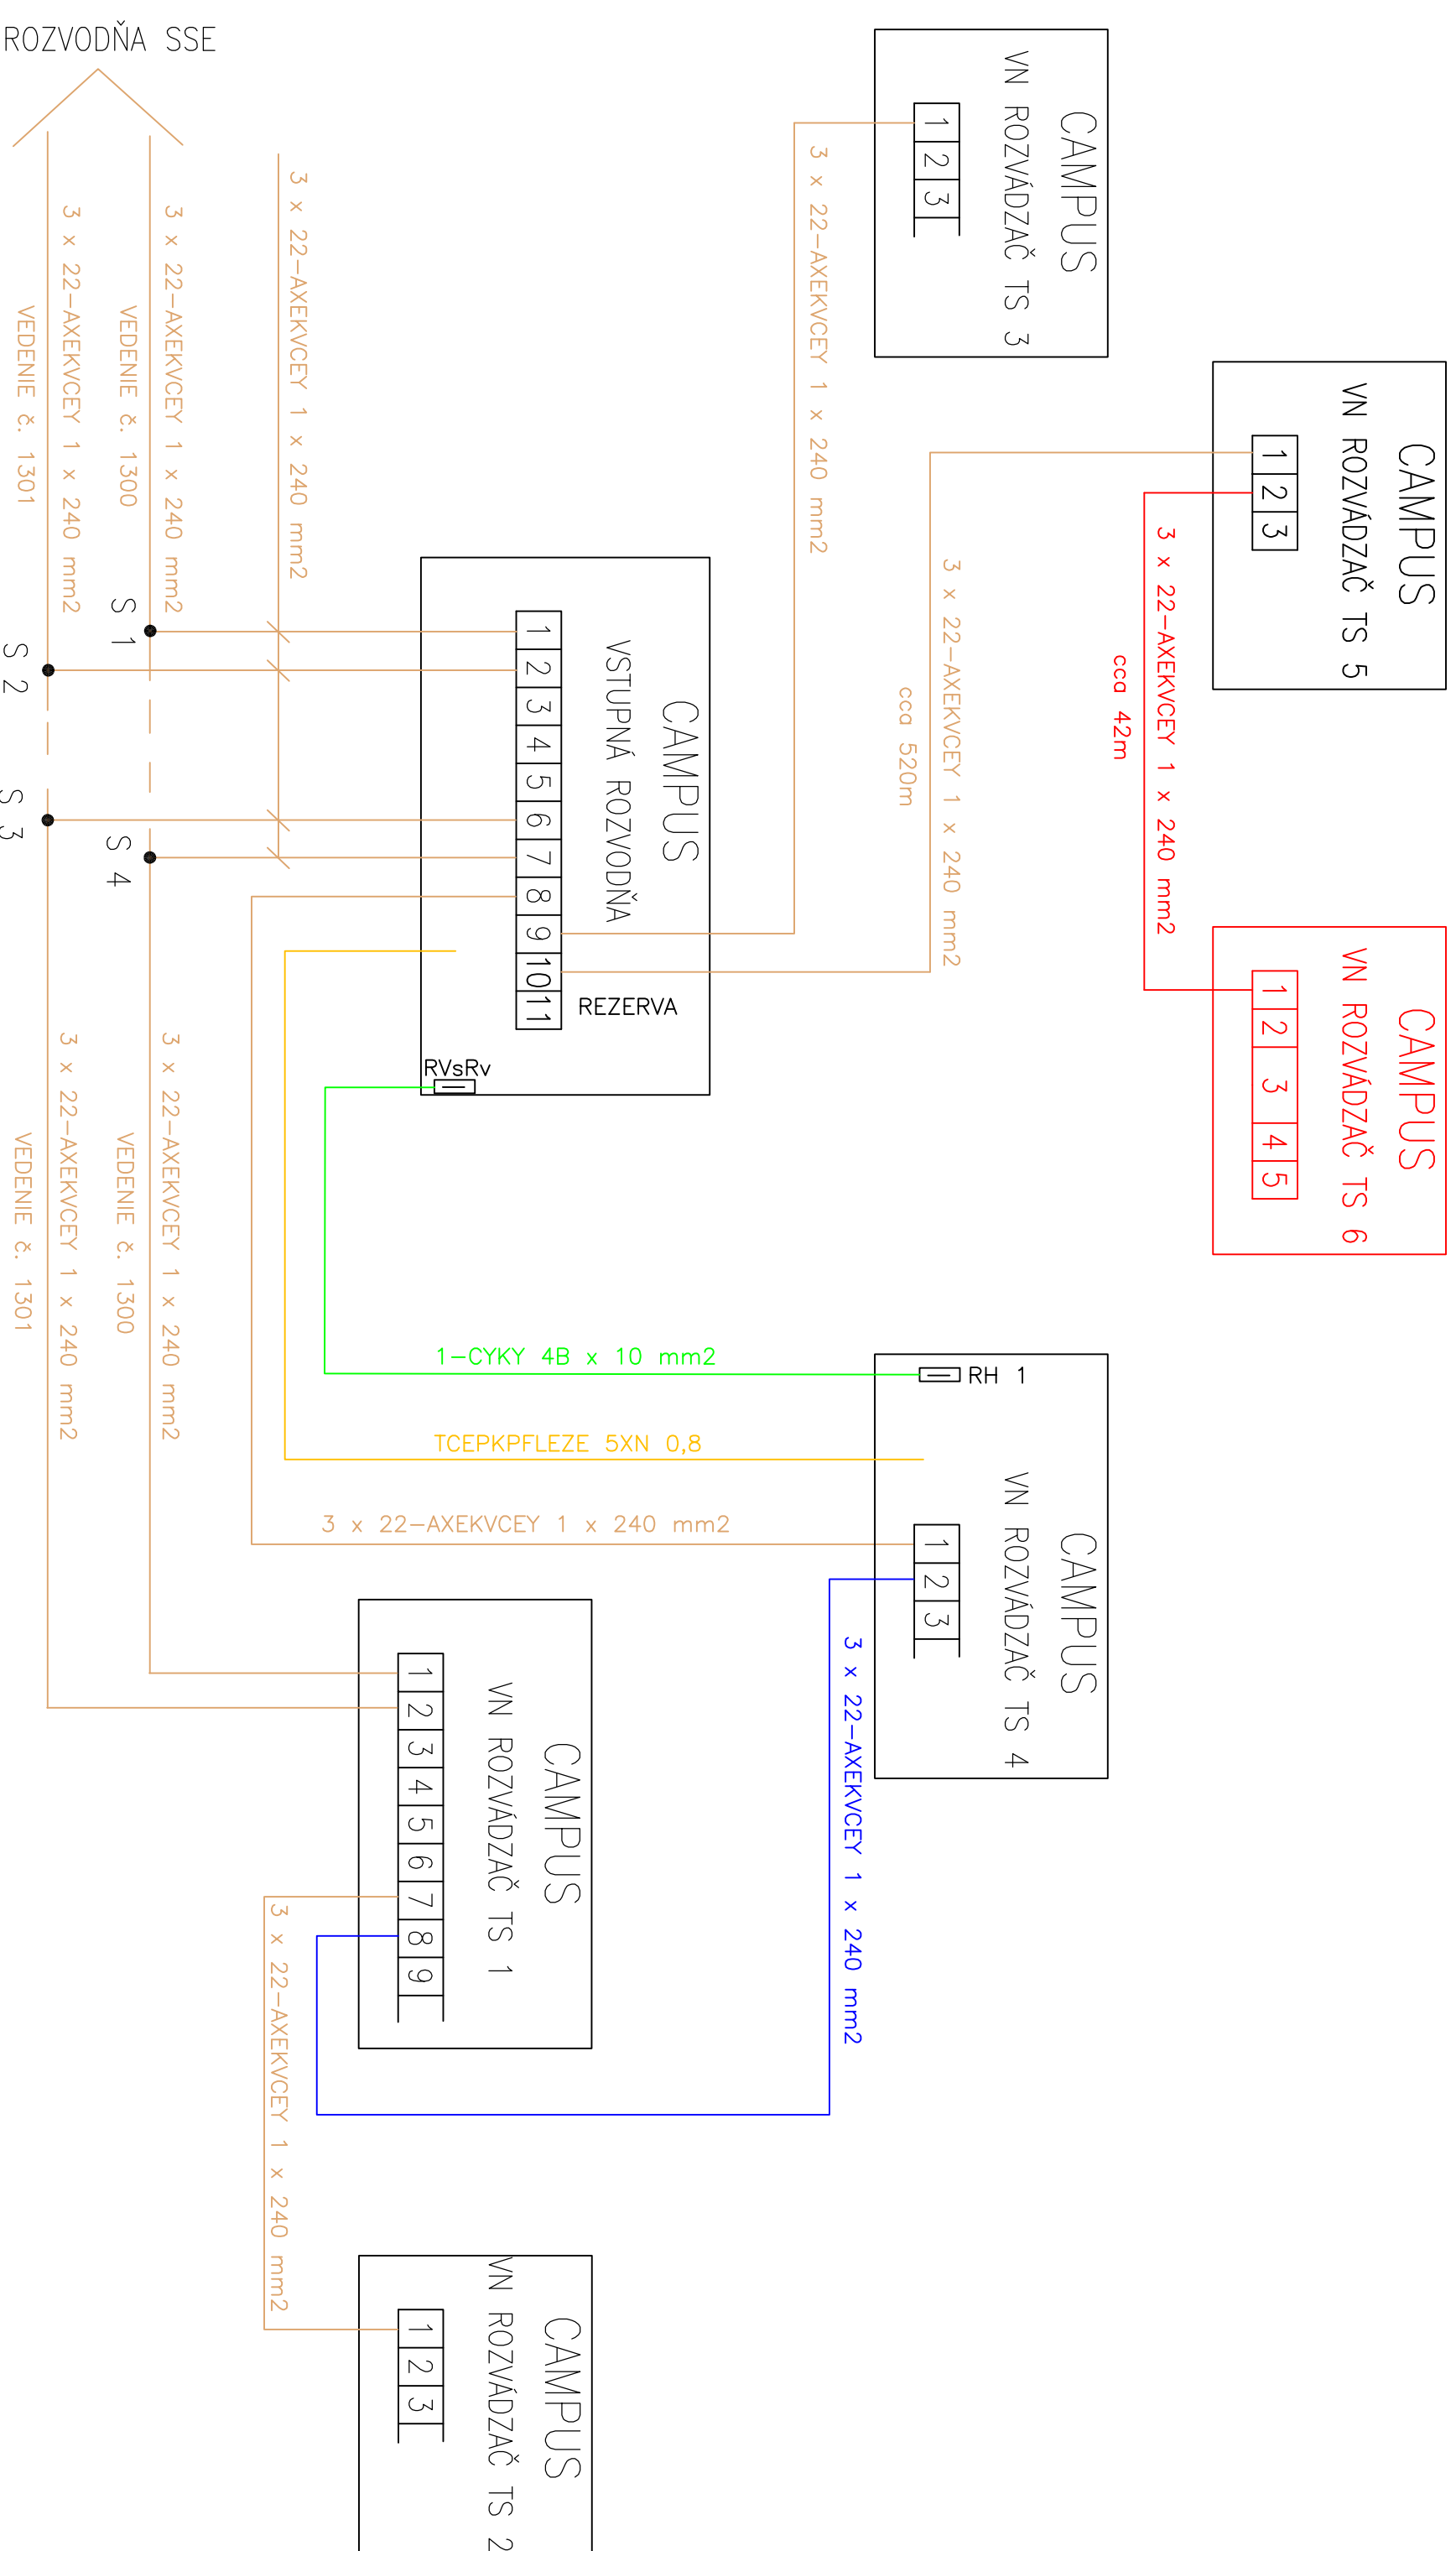 ROZVODŇA SSE
CAMPUS
VN ROZVÁDZAČ TS 5
1 2 3
3 x 22-AXEKVCEY 1 x 240 mm2
cca 42m
CAMPUS
VN ROZVÁDZAČ TS 6
1 2 3 4 5
CAMPUS
VN ROZVÁDZAČ TS 3
1 2 3
3 x 22-AXEKVCEY 1 x 240 mm2
3 x 22-AXEKVCEY 1 x 240 mm2
cca 520m
CAMPUS
VSTUPNÁ ROZVODŇA
1 2 3 4 5 6 7 8 9 10 11
REZERVA
RVsRv
CAMPUS
VN ROZVÁDZAČ TS 4
RH 1
1 2 3
1-CYKY 4B x 10 mm2
TCEPKPFLEZE 5XN 0,8
3 x 22-AXEKVCEY 1 x 240 mm2
3 x 22-AXEKVCEY 1 x 240 mm2
CAMPUS
VN ROZVÁDZAČ TS 1
1 2 3 4 5 6 7 8 9
3 x 22-AXEKVCEY 1 x 240 mm2
CAMPUS
VN ROZVÁDZAČ TS 2
1 2 3
3 x 22-AXEKVCEY 1 x 240 mm2
3 x 22-AXEKVCEY 1 x 240 mm2
VEDENIE č. 1300
S 1
S 4
3 x 22-AXEKVCEY 1 x 240 mm2
VEDENIE č. 1300
3 x 22-AXEKVCEY 1 x 240 mm2
VEDENIE č. 1301
S 2
S 3
3 x 22-AXEKVCEY 1 x 240 mm2
VEDENIE č. 1301